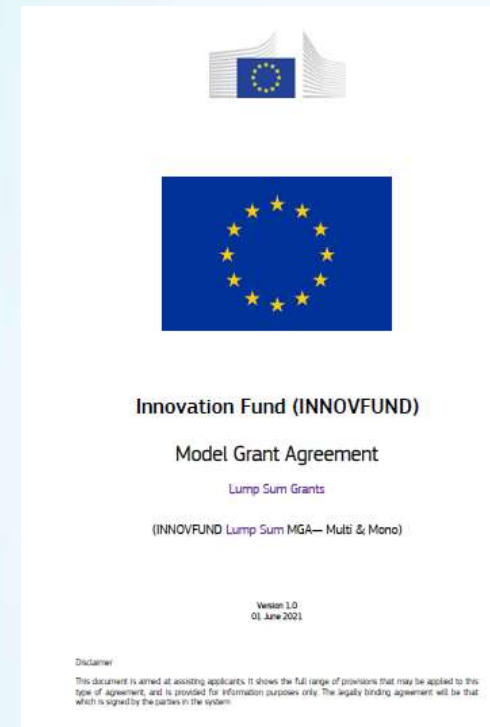 Innovation Fund (INNOVFUND)
Model Grant Agreement
Lump Sum Grants
(INNOVFUND Lump Sum MGA— Multi & Mono)
Version 1.0
01 June 2021
Disclaimer
This document is aimed at assisting applicants. It shows the full range of provisions that may be applied to this
type of agreement, and is provided for information purposes only. The legally binding agreement will be that
which is signed by the parties in the system